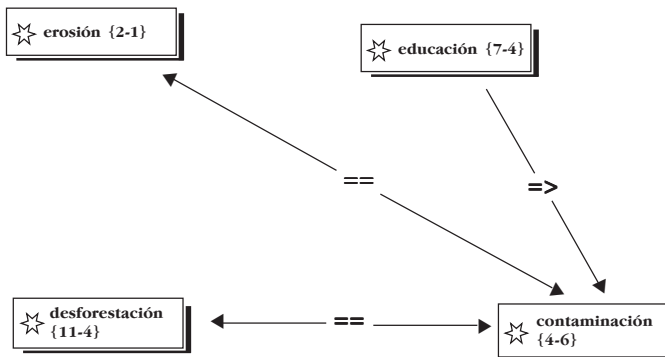 erosión {2-1}
educación {7-4}
==
=>
desforestación
{11-4}
==
contaminación
{4-6}